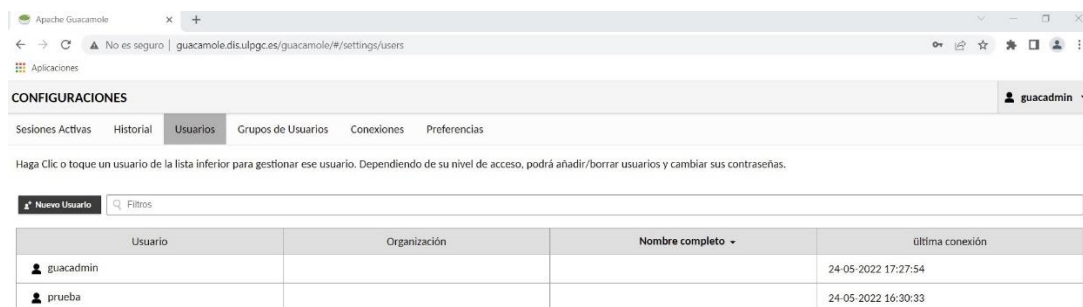 Apache Guacamole
No es seguro | guacamole.dis.ulpgc.es/guacamole/#/settings/users
Aplicaciones
CONFIGURACIONES guacadmin
Sesiones Activas Historial Usuarios Grupos de Usuarios Conexiones Preferencias
Haga Clic o toque un usuario de la lista inferior para gestionar ese usuario. Dependiendo de su nivel de acceso, podrá añadir/borrar usuarios y cambiar sus contraseñas.
Nuevo Usuario Filtros
Usuario Organización Nombre completo última conexión
guacadmin 24-05-2022 17:27:54
prueba 24-05-2022 16:30:33